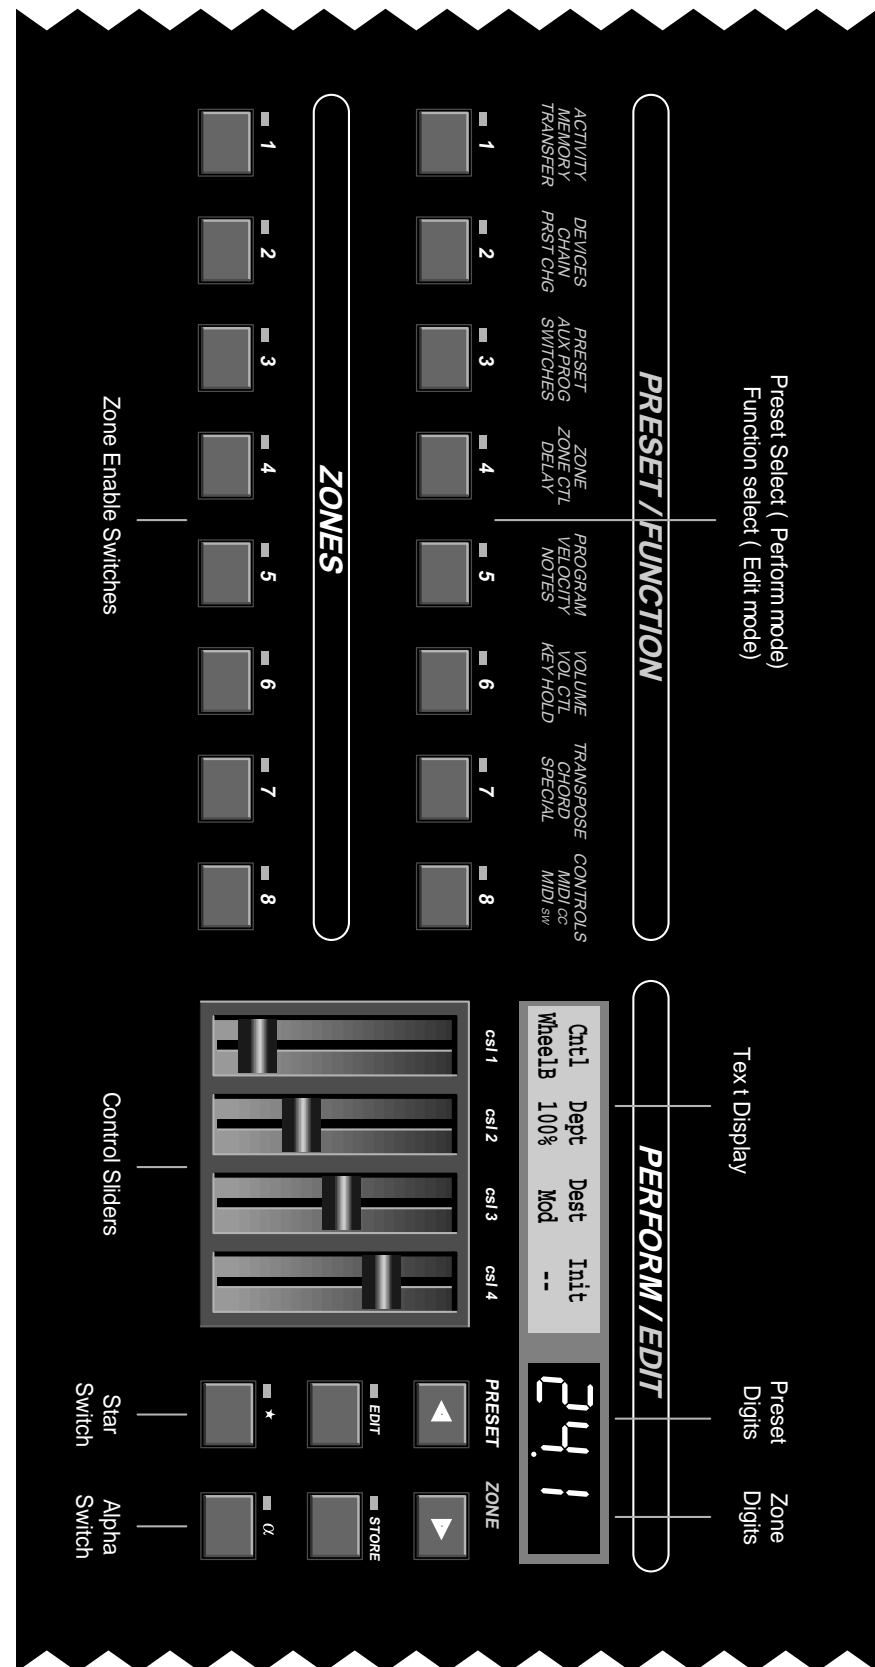 Preset Select ( Perform mode)
Function select ( Edit mode)
Text Display
Preset
Digits
Zone
Digits
PRESET / FUNCTION
PERFORM / EDIT
ACTIVITY
MEMORY
TRANSFER
DEVICES
CHAIN
PRST CHG
PRESET
AUX PROG
SWITCHES
ZONE
ZONE CTL
DELAY
PROGRAM
VELOCITY
NOTES
VOLUME
VOL CTL
KEY HOLD
TRANSPOSE
CHORD
SPECIAL
CONTROLS
MIDI CC
MIDI SW
Cntl Dept Dest Init
WheelB 100% Mod --
24.1
1 2 3 4 5 6 7 8
csl 1 csl 2 csl 3 csl 4
PRESET ZONE
EDIT STORE
ZONES
1 2 3 4 5 6 7 8
★ α
Zone Enable Switches
Control Sliders
Star
Switch
Alpha
Switch